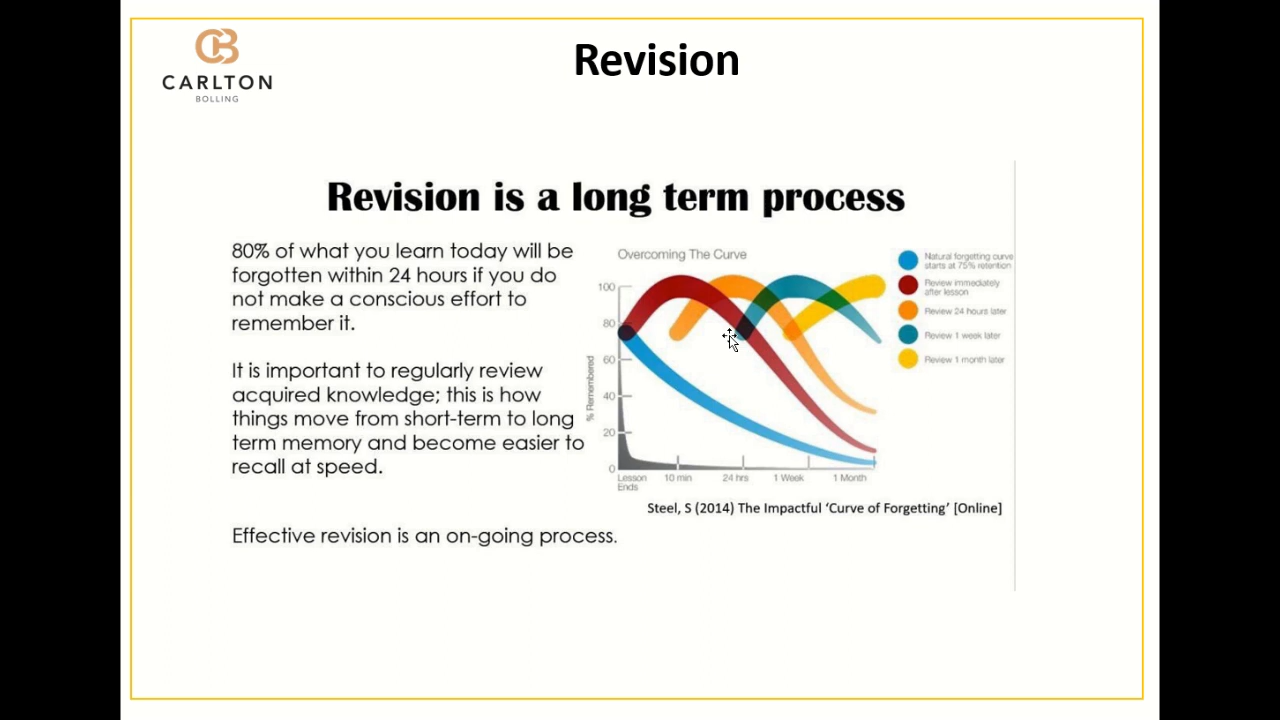 CB
CARLTON
BOLLING
Revision
Revision is a long term process
80% of what you learn today will be
forgotten within 24 hours if you do
not make a conscious effort to
remember it.
It is important to regularly review
acquired knowledge; this is how
things move from short-term to long
term memory and become easier to
recall at speed.
Effective revision is an on-going process.
Overcoming The Curve
% Remembered
100
80
60
40
20
0
Lesson
Ends
10 min
24 hrs
1 Week
1 Month
Natural forgetting curve
starts at 75% retention
Review immediately
after lesson
Review 24 hours later
Review 1 week later
Review 1 month later
Steel, S (2014) The Impactful ‘Curve of Forgetting’ [Online]